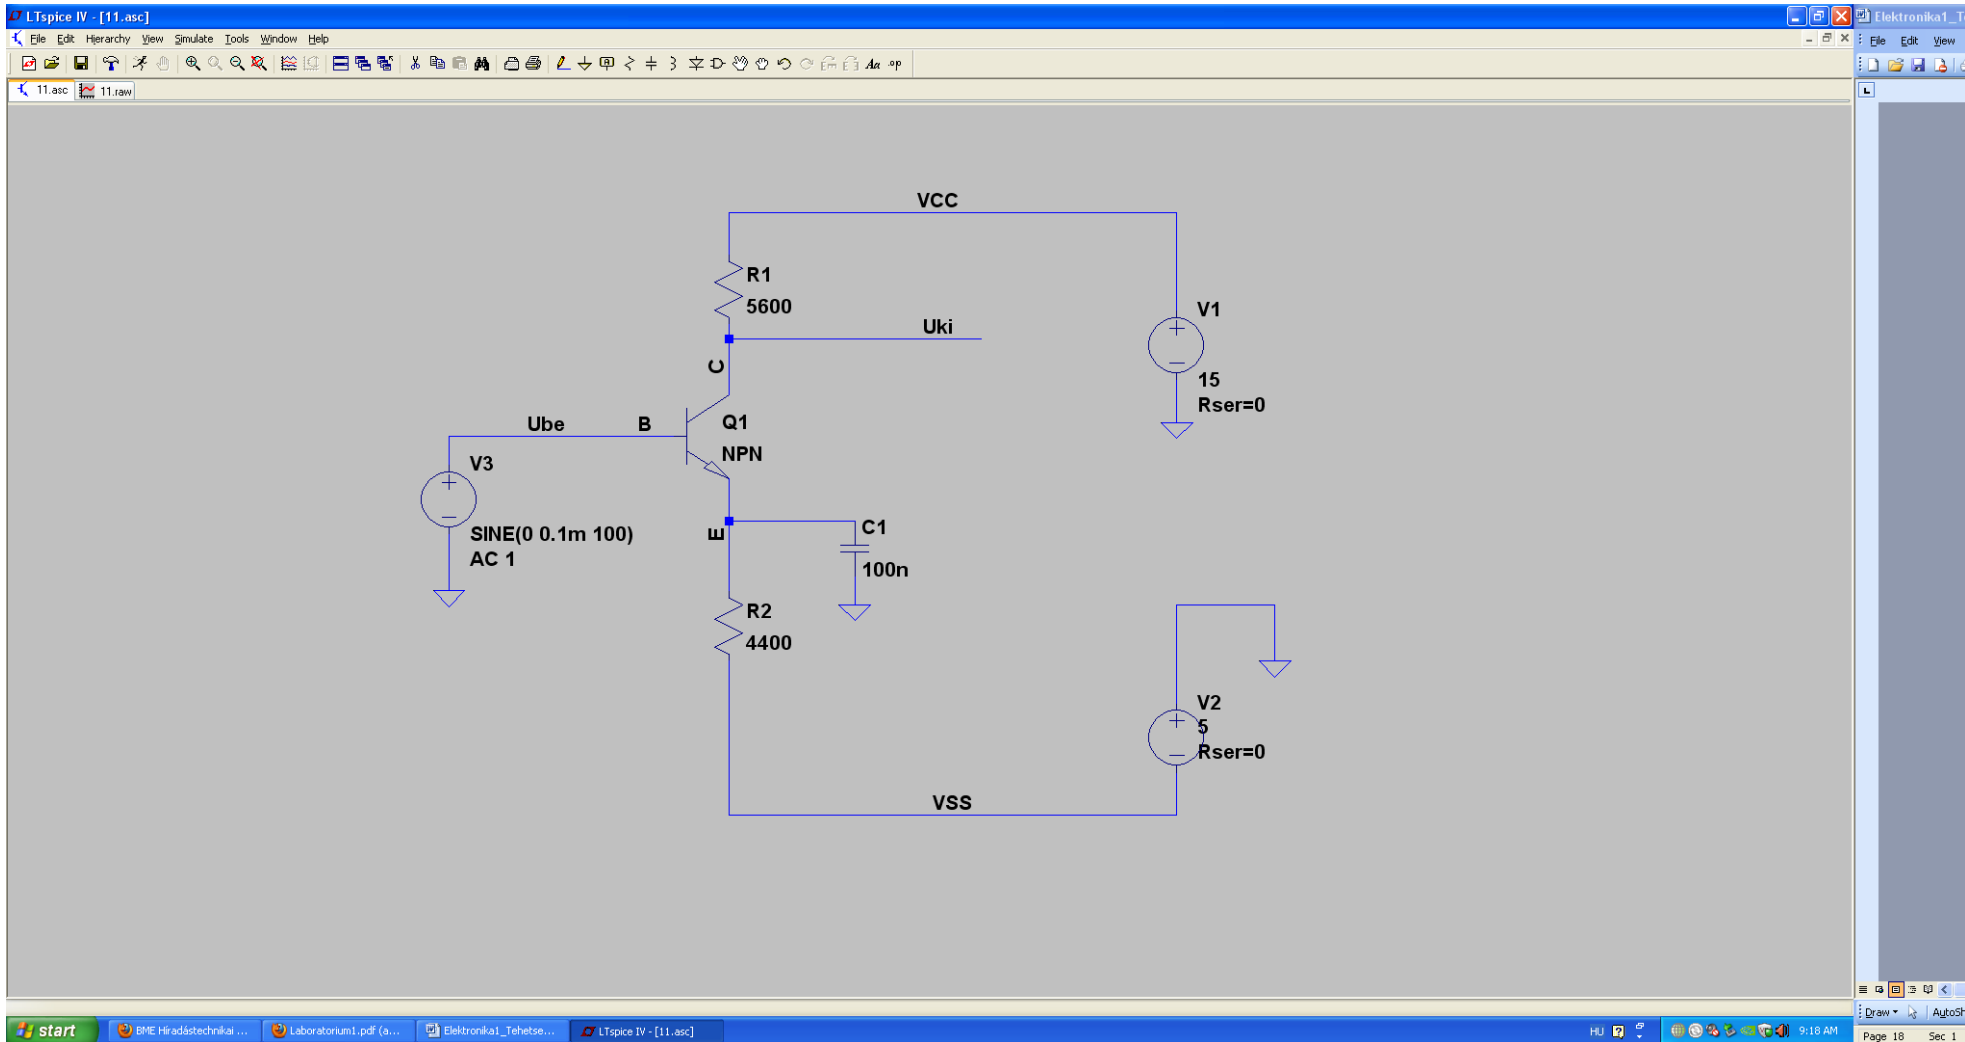 LTspice IV - [11.asc]
Elektronika1_T
File Edit Hierarchy View Simulate Tools Window Help
File Edit View
11.asc 11.raw
VCC
R1
5600
V1
15
Rser=0
Uki
C
Ube
B
Q1
NPN
V3
SINE(0 0.1m 100)
AC 1
E
C1
100n
R2
4400
V2
5
Rser=0
VSS
Draw AutoSh
start
BME Híradástechnikai ...
Laboratorium1.pdf (a...
Elektronika1_Tehetse...
LTspice IV - [11.asc]
HU
9:18 AM
Page 18 Sec 1